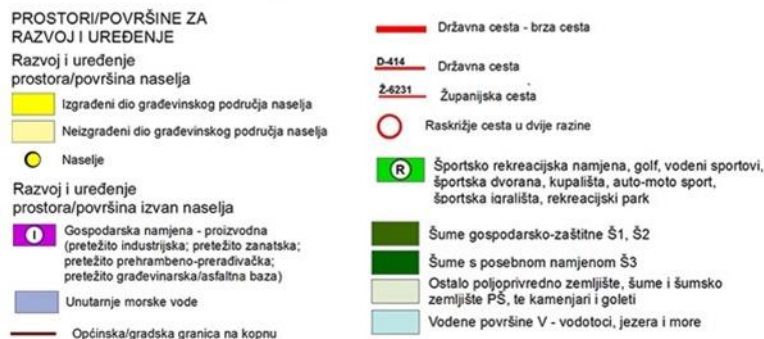 PROSTORI/POVRŠINE ZA
RAZVOJ I UREĐENJE
Razvoj i uređenje
prostora/površina naselja
Izgrađeni dio građevinskog područja naselja
Neizgrađeni dio građevinskog područja naselja
Naselje
Razvoj i uređenje
prostora/površina izvan naselja
I
Gospodarska namjena - proizvodna
(pretežito industrijska; pretežito zanatska;
pretežito prehrambeno-prerađivačka;
pretežito građevinarska/asfaltna baza)
Unutarnje morske vode
Općinska/gradska granica na kopnu
Državna cesta - brza cesta
D-414
Državna cesta
Ž-6231
Županijska cesta
Raskrižje cesta u dvije razine
R
Športsko rekreacijska namjena, golf, vodeni sportovi,
športska dvorana, kupališta, auto-moto sport,
športska igrališta, rekreacijski park
Šume gospodarsko-zaštitne Š1, Š2
Šume s posebnom namjenom Š3
Ostalo poljoprivredno zemljište, šume i šumsko
zemljište PŠ, te kamenjari i goleti
Vodene površine V - vodotoci, jezera i more